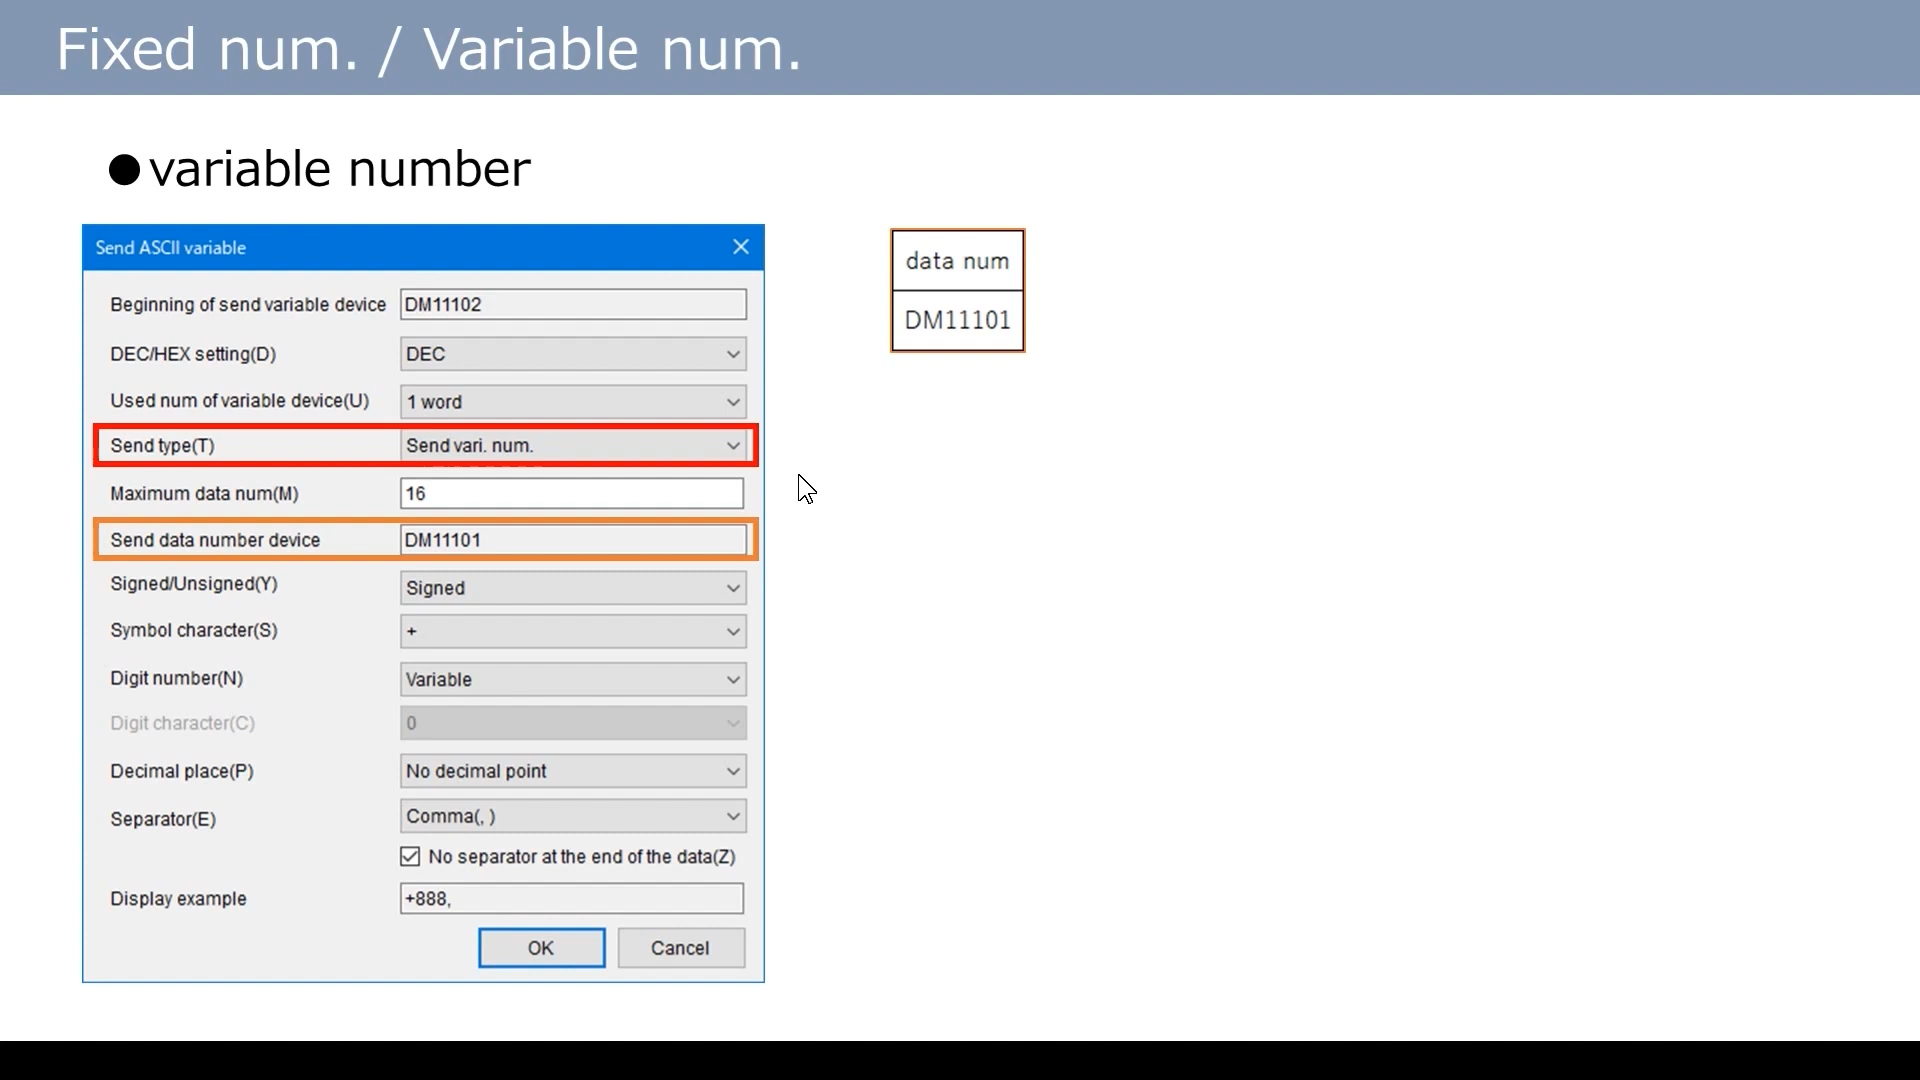 Fixed num. / Variable num.
●variable number
Send ASCII variable
Beginning of send variable device DM11102
DEC/HEX setting(D) DEC
Used num of variable device(U) 1 word
Send type(T) Send vari. num.
Maximum data num(M) 16
Send data number device DM11101
Signed/Unsigned(Y) Signed
Symbol character(S) +
Digit number(N) Variable
Digit character(C) 0
Decimal place(P) No decimal point
Separator(E) Comma(, )
No separator at the end of the data(Z)
Display example +888,
OK Cancel
data num
DM11101